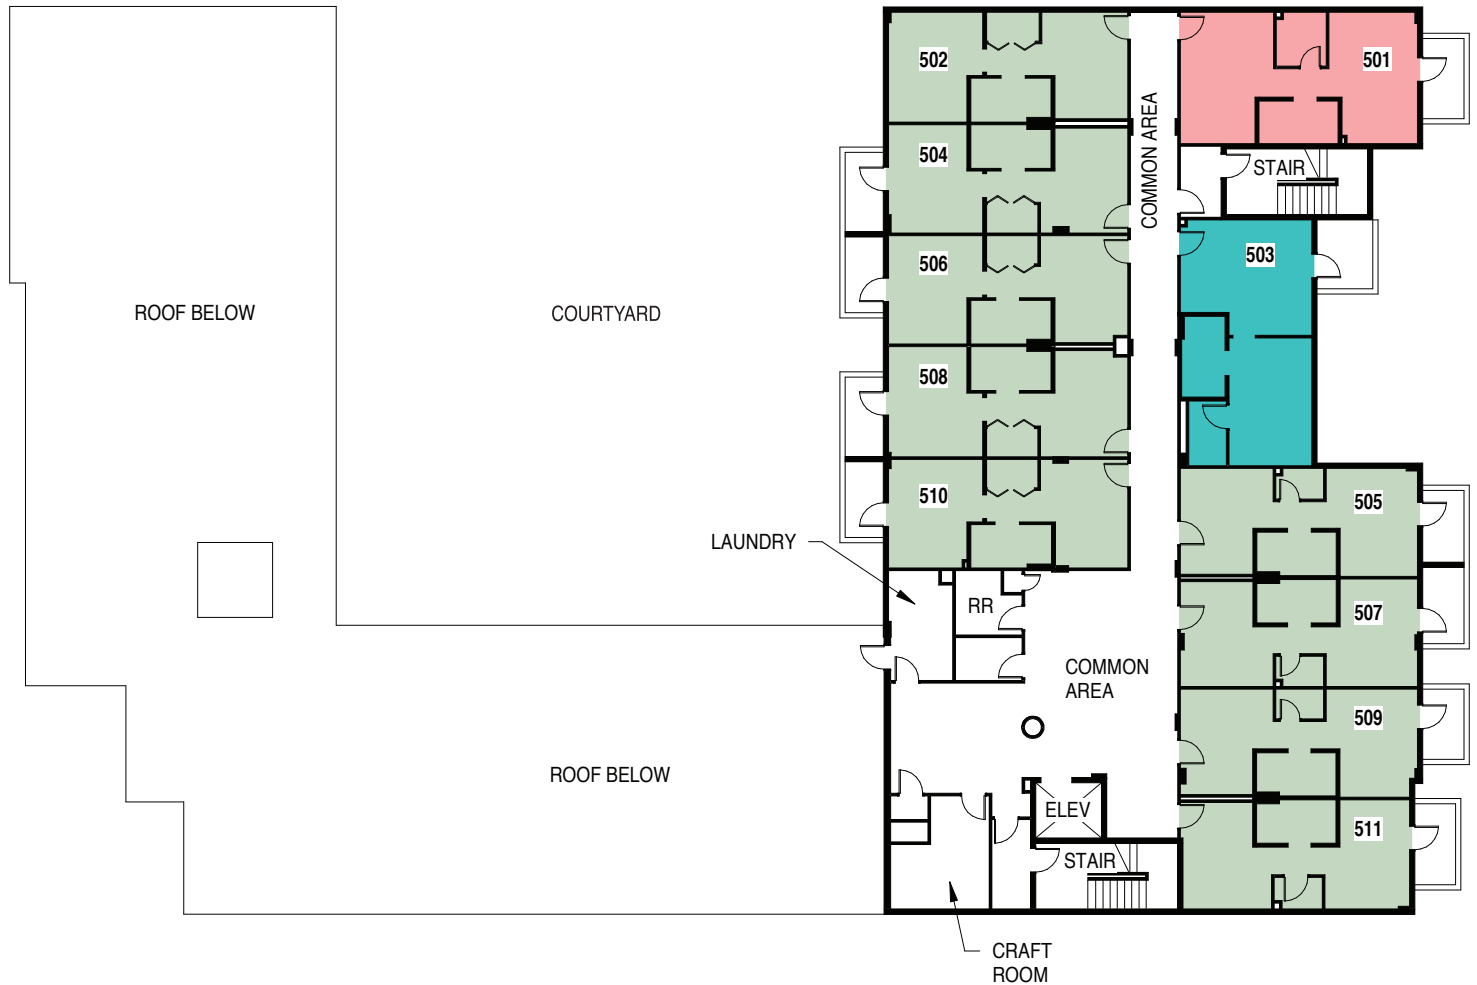 502
501
COMMON AREA
504
STAIR
506
503
ROOF BELOW
COURTYARD
508
510
505
LAUNDRY
RR
507
COMMON
AREA
509
ROOF BELOW
ELEV
511
STAIR
CRAFT
ROOM